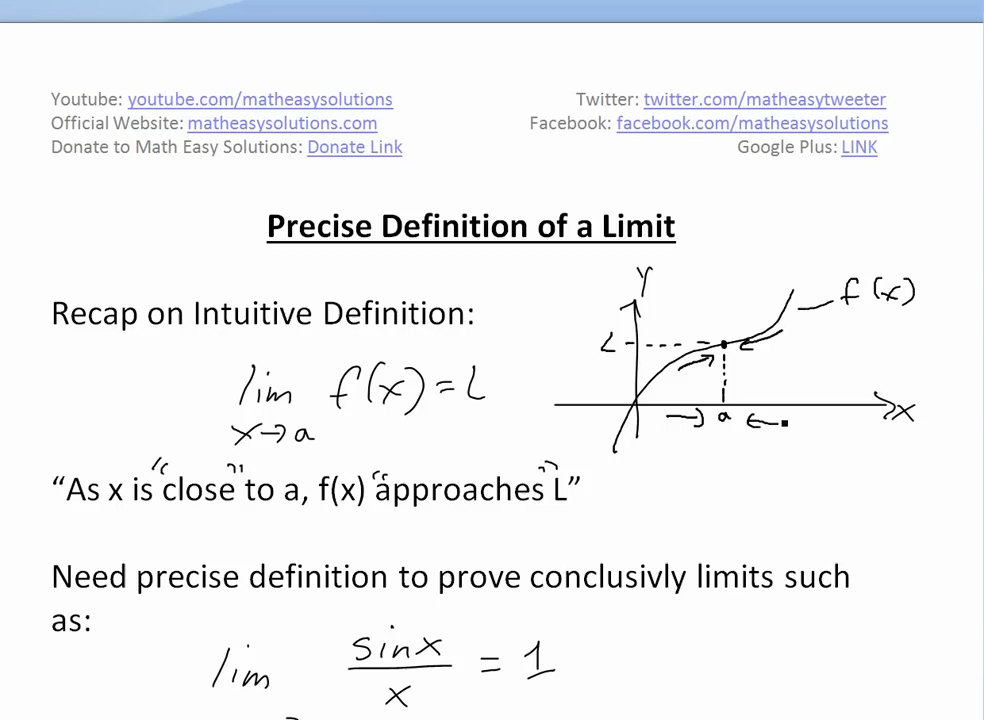 Youtube: youtube.com/matheasysolutions Twitter: twitter.com/matheasytweeter
Official Website: matheasysolutions.com Facebook: facebook.com/matheasysolutions
Donate to Math Easy Solutions: Donate Link Google Plus: LINK
Precise Definition of a Limit
Recap on Intuitive Definition:
Y
f(x)
L
a
x
lim f(x) = L
x→a
“As x is “close” to a, f(x) “approaches” L”
Need precise definition to prove conclusivly limits such
as:
sinx
lim = 1
x